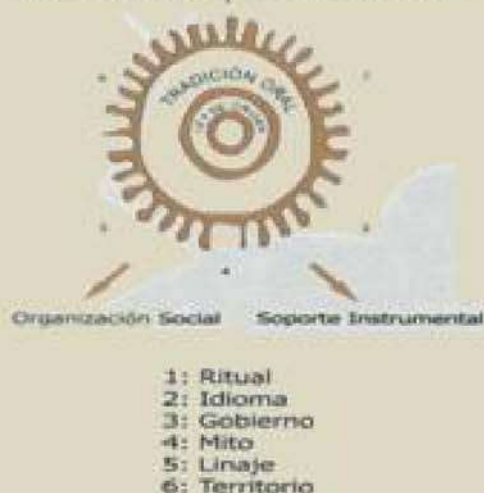 TRADICIÓN ORAL
Organización Social
Soporte Instrumental
1: Ritual
2: Idioma
3: Gobierno
4: Mito
5: Linaje
6: Territorio